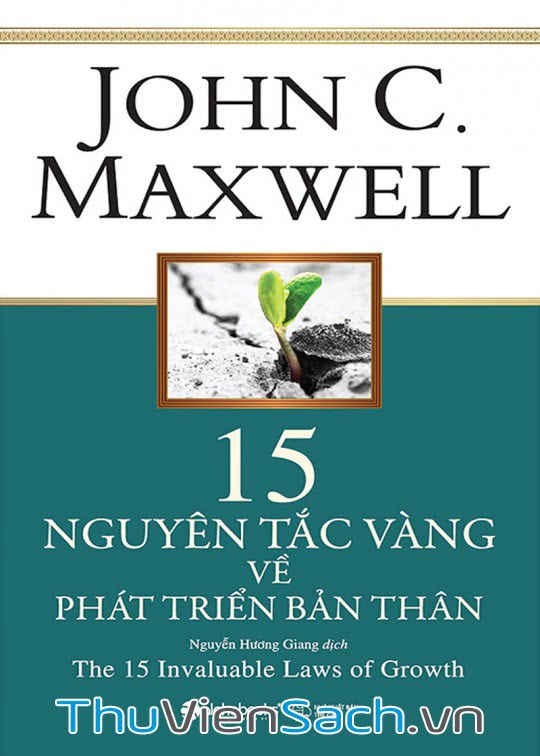 JOHN C.
MAXWELL
15
NGUYÊN TẮC VÀNG
VỀ
PHÁT TRIỂN BẢN THÂN
Nguyễn Hương Giang dịch
The 15 Invaluable Laws of Growth
ThuVienSach.vn